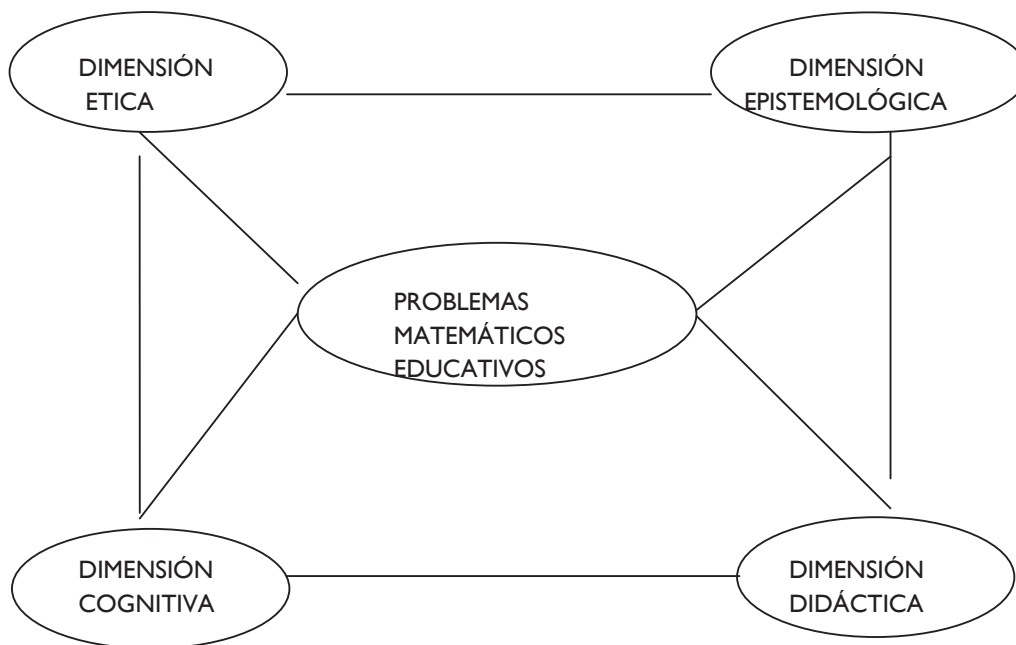 DIMENSIÓN
ETICA
DIMENSIÓN
EPISTEMOLÓGICA
PROBLEMAS
MATEMÁTICOS
EDUCATIVOS
DIMENSIÓN
COGNITIVA
DIMENSIÓN
DIDÁCTICA